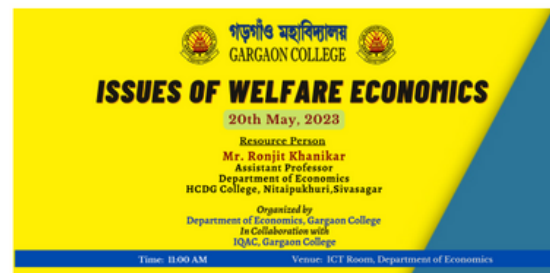 গড়গাঁও মহাবিদ্যালয়
GARGAON COLLEGE
ISSUES OF WELFARE ECONOMICS
20th May, 2023
Resource Person
Mr. Ronjit Khanikar
Assistant Professor
Department of Economics
HCDG College, Nitaipukhuri,Sivasagar
Organized by
Department of Economics, Gargaon College
In Collaboration with
IQAC, Gargaon College
Time: 11:00 AM Venue: ICT Room, Department of Economics